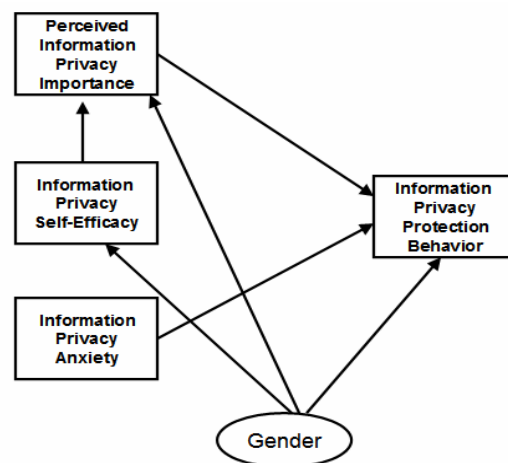 Perceived
Information
Privacy
Importance
Information
Privacy
Self-Efficacy
Information
Privacy
Protection
Behavior
Information
Privacy
Anxiety
Gender